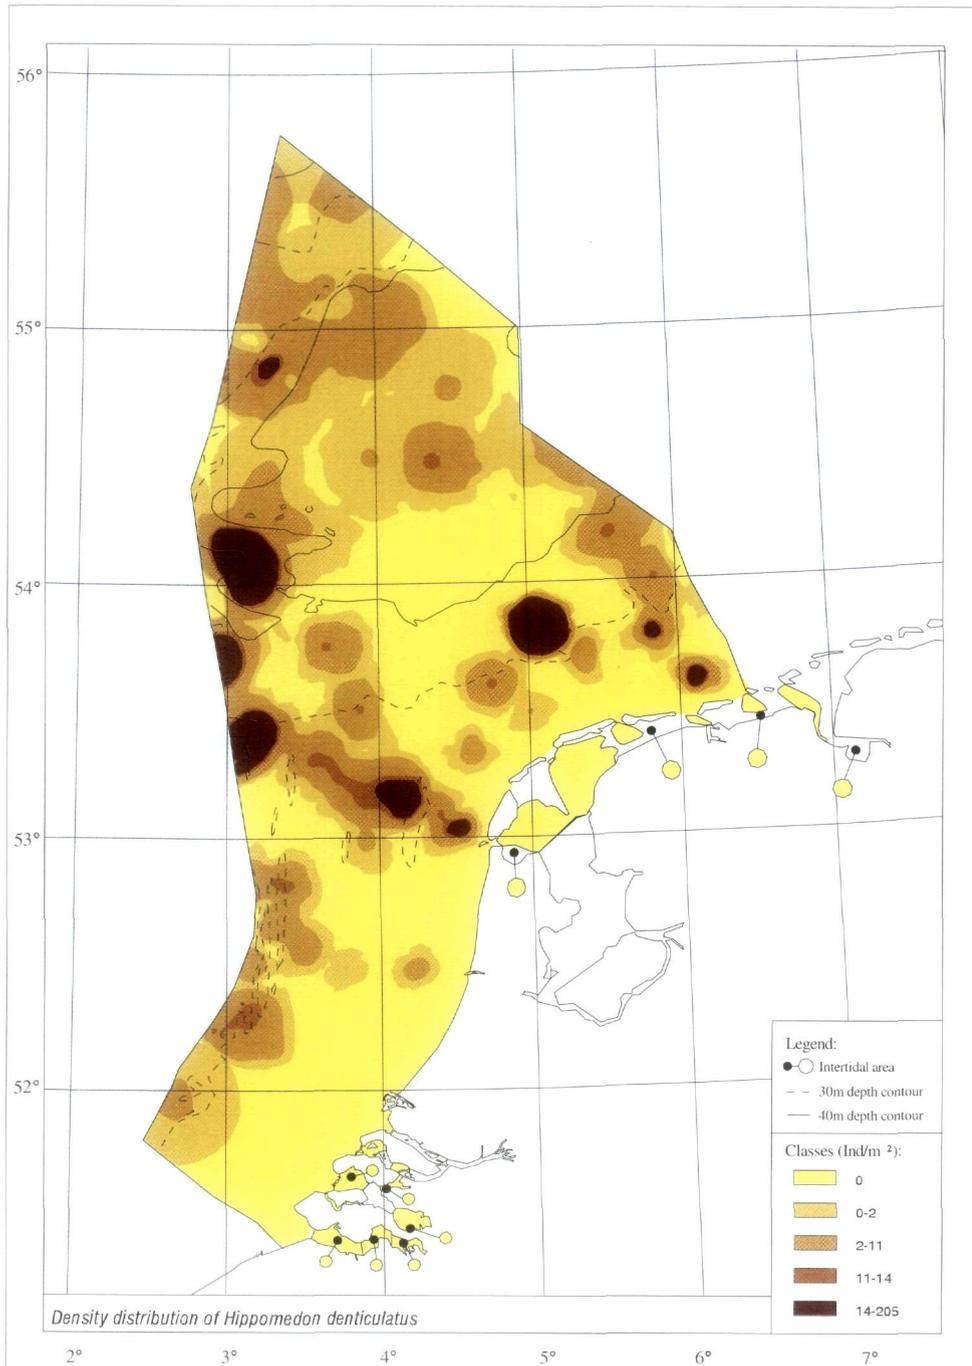 56°
55°
54°
53°
52°
Legend:
Intertidal area
30m depth contour
40m depth contour
Classes (Ind/m ²):
0
0-2
2-11
11-14
14-205
Density distribution of Hippomedon denticulatus
2° 3° 4° 5° 6° 7°